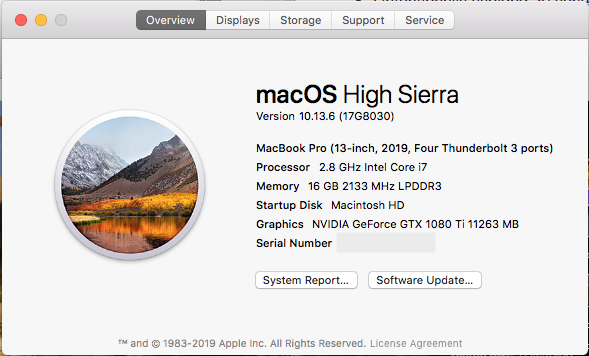 Overview Displays Storage Support Service
macOS High Sierra
Version 10.13.6 (17G8030)
MacBook Pro (13-inch, 2019, Four Thunderbolt 3 ports)
Processor 2.8 GHz Intel Core i7
Memory 16 GB 2133 MHz LPDDR3
Startup Disk Macintosh HD
Graphics NVIDIA GeForce GTX 1080 Ti 11263 MB
Serial Number
System Report... Software Update...
™ and © 1983-2019 Apple Inc. All Rights Reserved. License Agreement